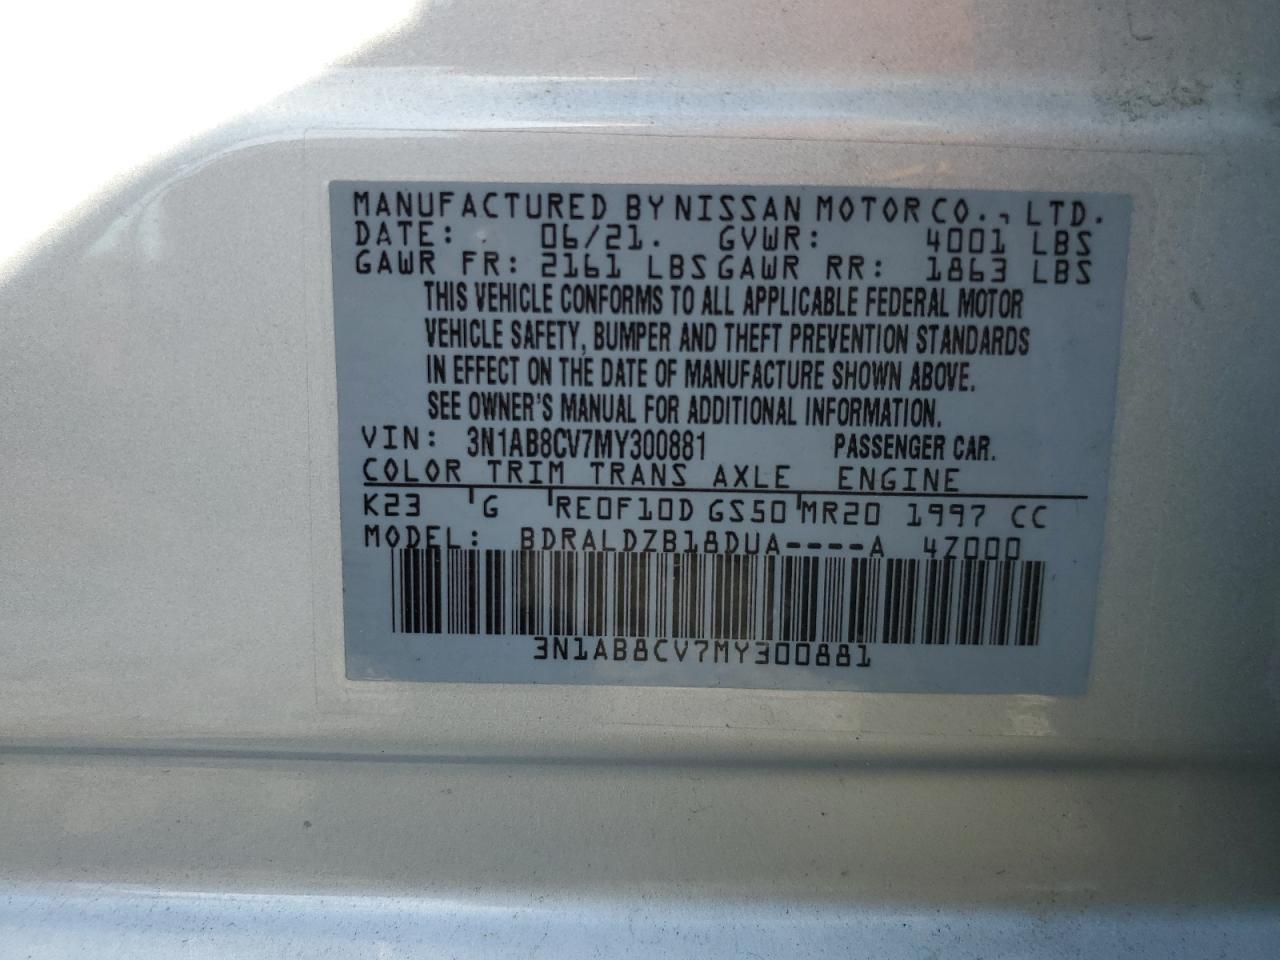 MANUFACTURED BY NISSAN MOTOR CO., LTD.
DATE: 06/21. GVWR: 4001 LBS
GAWR FR: 2161 LBS GAWR RR: 1863 LBS
THIS VEHICLE CONFORMS TO ALL APPLICABLE FEDERAL MOTOR
VEHICLE SAFETY, BUMPER AND THEFT PREVENTION STANDARDS
IN EFFECT ON THE DATE OF MANUFACTURE SHOWN ABOVE.
SEE OWNER'S MANUAL FOR ADDITIONAL INFORMATION.
VIN: 3N1AB8CV7MY300881 PASSENGER CAR.
COLOR TRIM TRANS AXLE ENGINE
K23 G RE0F10D GS50 MR20 1997 CC
MODEL: BDRALDZB18DUA----A 4Z000
3N1AB8CV7MY300881